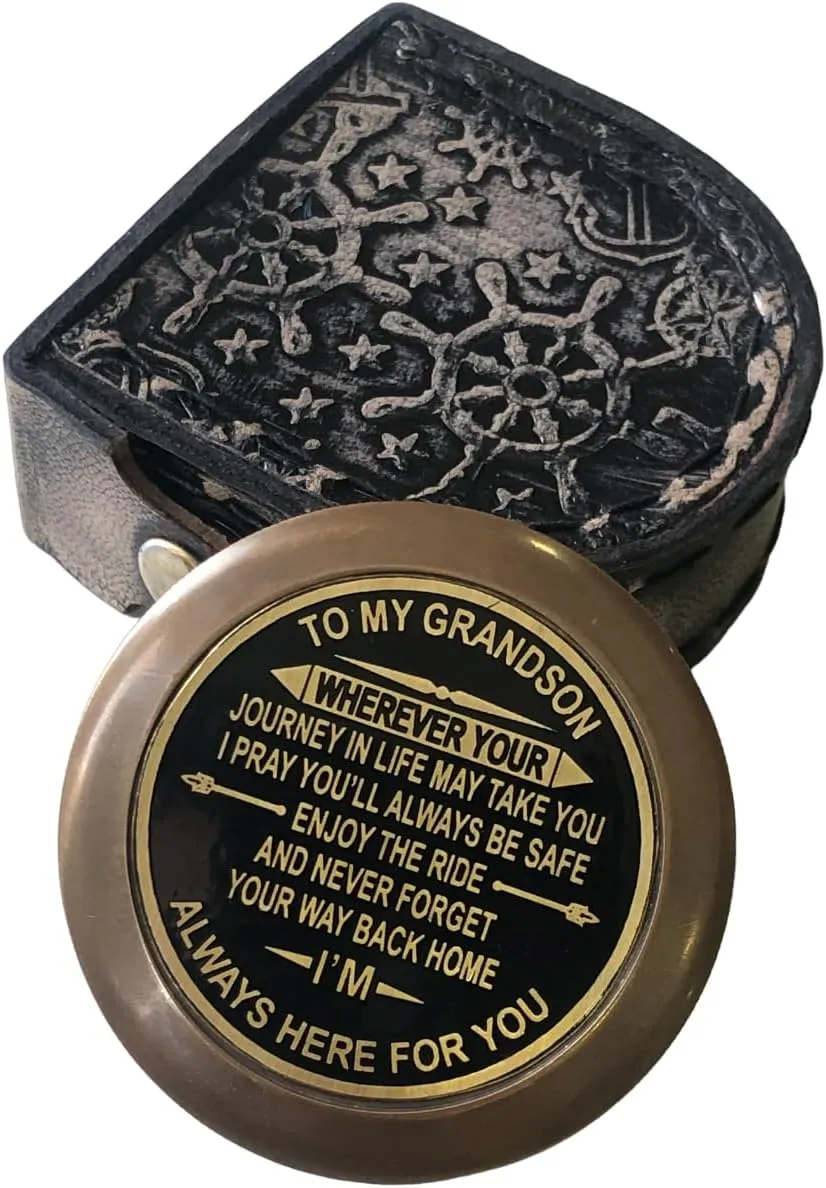 TO MY GRANDSON
WHEREVER YOUR
JOURNEY IN LIFE MAY TAKE YOU
I PRAY YOU'LL ALWAYS BE SAFE
ENJOY THE RIDE
AND NEVER FORGET
YOUR WAY BACK HOME
I'M
ALWAYS HERE FOR YOU